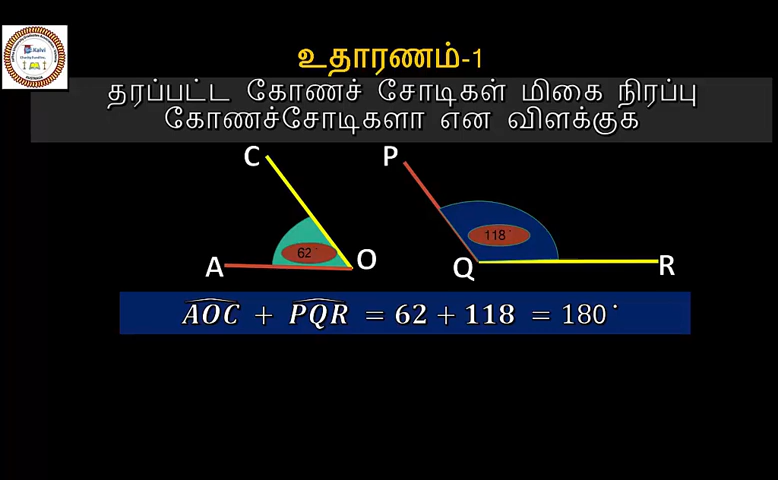 Kalvi
உதாரணம்-1
தரப்பட்ட கோணச் சோடிகள் மிகை நிரப்பு
கோணச்சோடிகளா என விளக்குக
C
P
62°
118°
A
O
Q
R
AOC + PQR = 62 + 118 = 180°